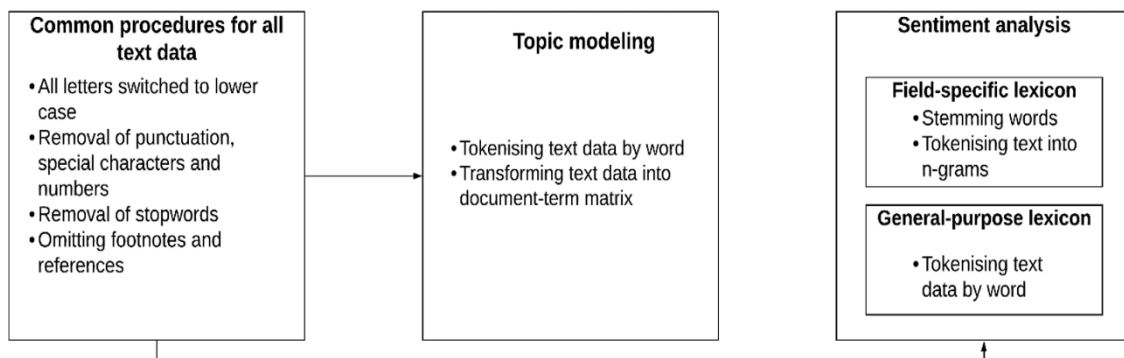 Common procedures for all
text data
• All letters switched to lower
case
• Removal of punctuation,
special characters and
numbers
• Removal of stopwords
• Omitting footnotes and
references
Topic modeling
• Tokenising text data by word
• Transforming text data into
document-term matrix
Sentiment analysis
Field-specific lexicon
• Stemming words
• Tokenising text into
n-grams
General-purpose lexicon
• Tokenising text
data by word